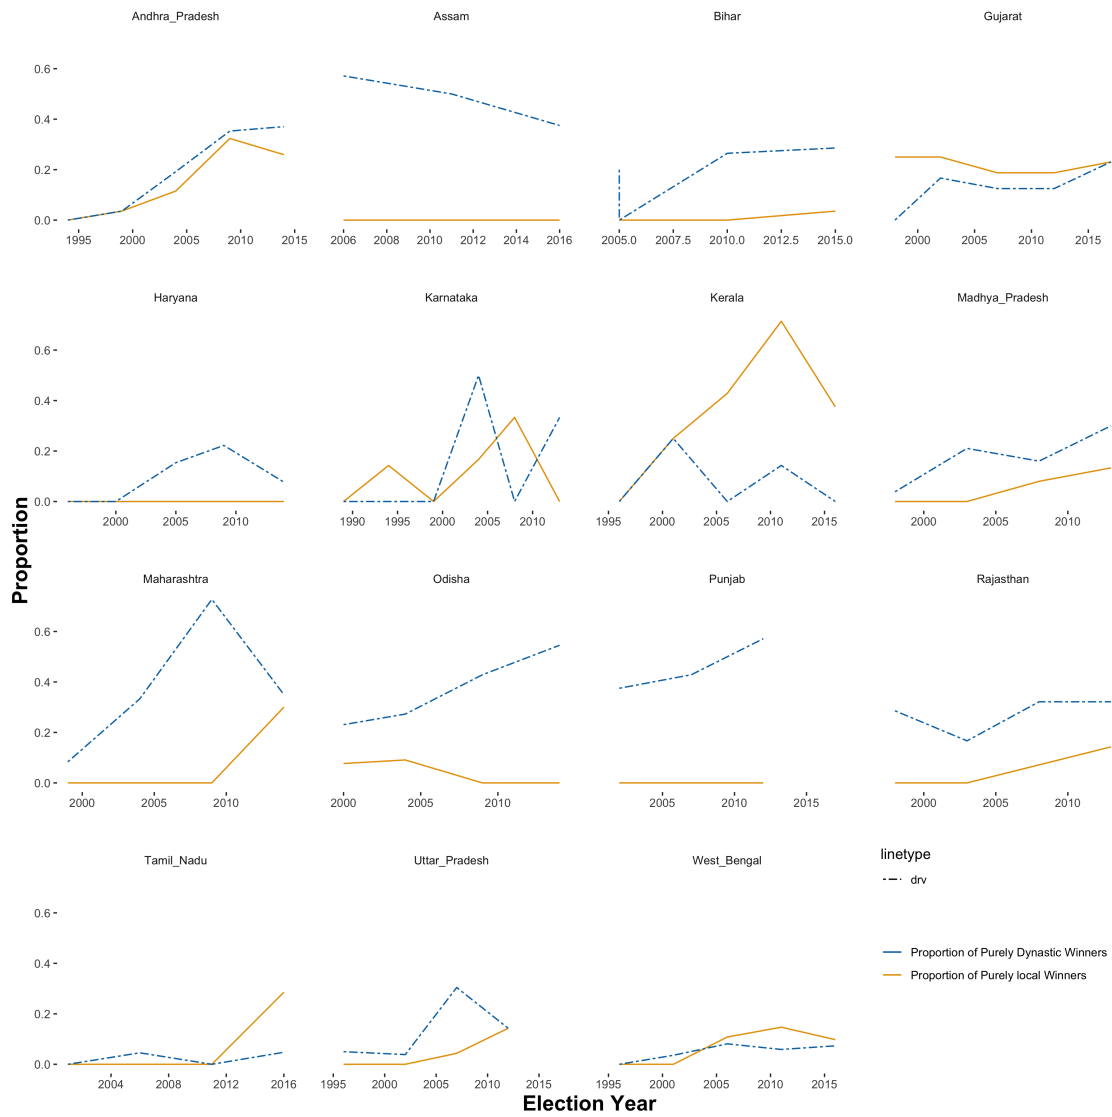 Andhra_Pradesh Assam Bihar Gujarat
0.6
0.4
0.2
0.0
1995 2000 2005 2010 2015 2006 2008 2010 2012 2014 2016 2005.0 2007.5 2010.0 2012.5 2015.0 2000 2005 2010 2015
Haryana Karnataka Kerala Madhya_Pradesh
0.6
0.4
0.2
0.0
2000 2005 2010 1990 1995 2000 2005 2010 1995 2000 2005 2010 2015 2000 2005 2010
Proportion
Maharashtra Odisha Punjab Rajasthan
0.6
0.4
0.2
0.0
2000 2005 2010 2000 2005 2010 2005 2010 2015 2000 2005 2010
Tamil_Nadu Uttar_Pradesh West_Bengal
0.6
0.4
0.2
0.0
2004 2008 2012 2016 1995 2000 2005 2010 2015 1995 2000 2005 2010 2015
Election Year
linetype
drv
Proportion of Purely Dynastic Winners
Proportion of Purely local Winners